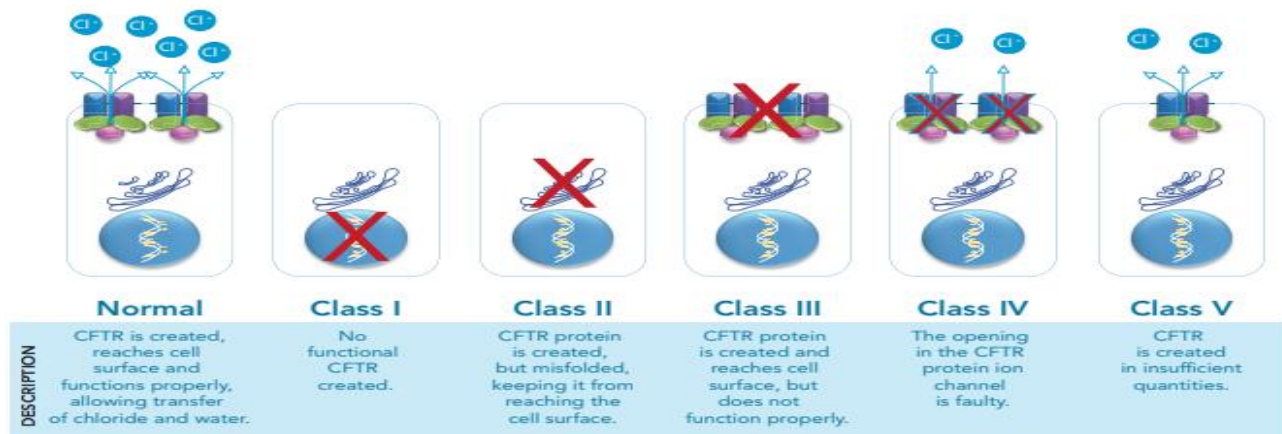 Cl-
Cl-
Cl-
Cl-
Cl-
Cl-
Cl-
Cl-
Cl-
Cl-
Normal
CFTR is created,
reaches cell
surface and
functions properly,
allowing transfer
of chloride and water.
Class I
No
functional
CFTR
created.
Class II
CFTR protein
is created,
but misfolded,
keeping it from
reaching the
cell surface.
Class III
CFTR protein
is created and
reaches cell
surface, but
does not
function properly.
Class IV
The opening
in the CFTR
protein ion
channel
is faulty.
Class V
CFTR
is created
in insufficient
quantities.
DESCRIPTION